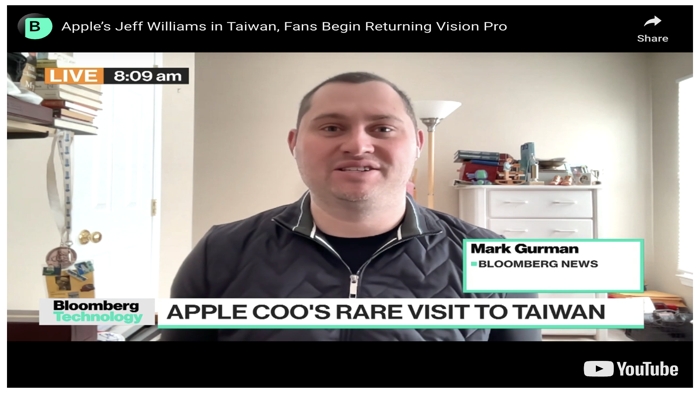 B
Apple's Jeff Williams in Taiwan, Fans Begin Returning Vision Pro
Share
LIVE 8:09 am
Mark Gurman
BLOOMBERG NEWS
Bloomberg
Technology
APPLE COO'S RARE VISIT TO TAIWAN
YouTube